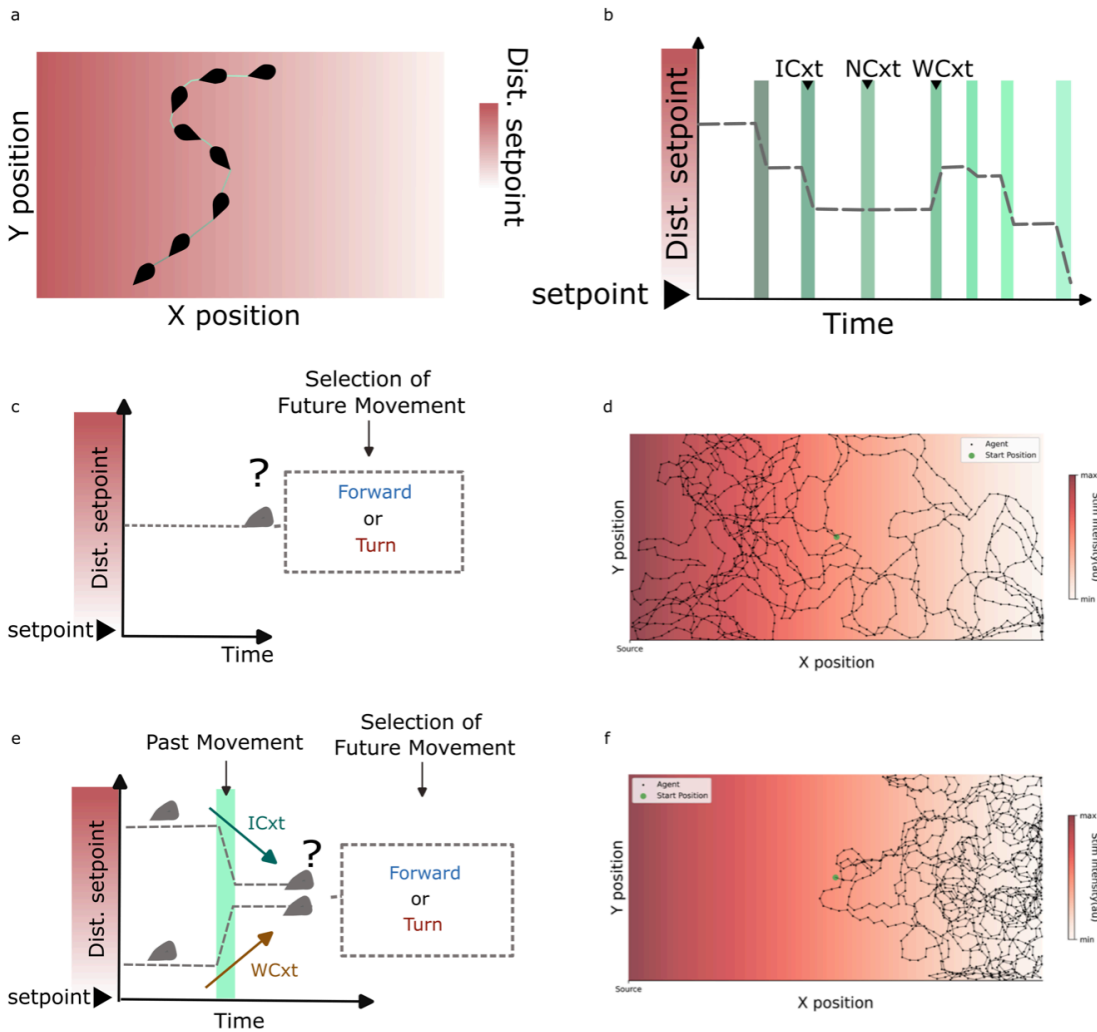 a
Y position
X position
Dist. setpoint
b
ICxt NCxt WCxt
Dist. setpoint
setpoint
Time
c
Selection of
Future Movement
?
Forward
or
Turn
Dist. setpoint
setpoint
Time
d
Agent
Start Position
Y position
Source
X position
max
min
e
Past Movement
Selection of
Future Movement
ICxt
?
Forward
or
Turn
WCxt
Dist. setpoint
setpoint
Time
f
Agent
Start Position
Y position
Source
X position
max
min